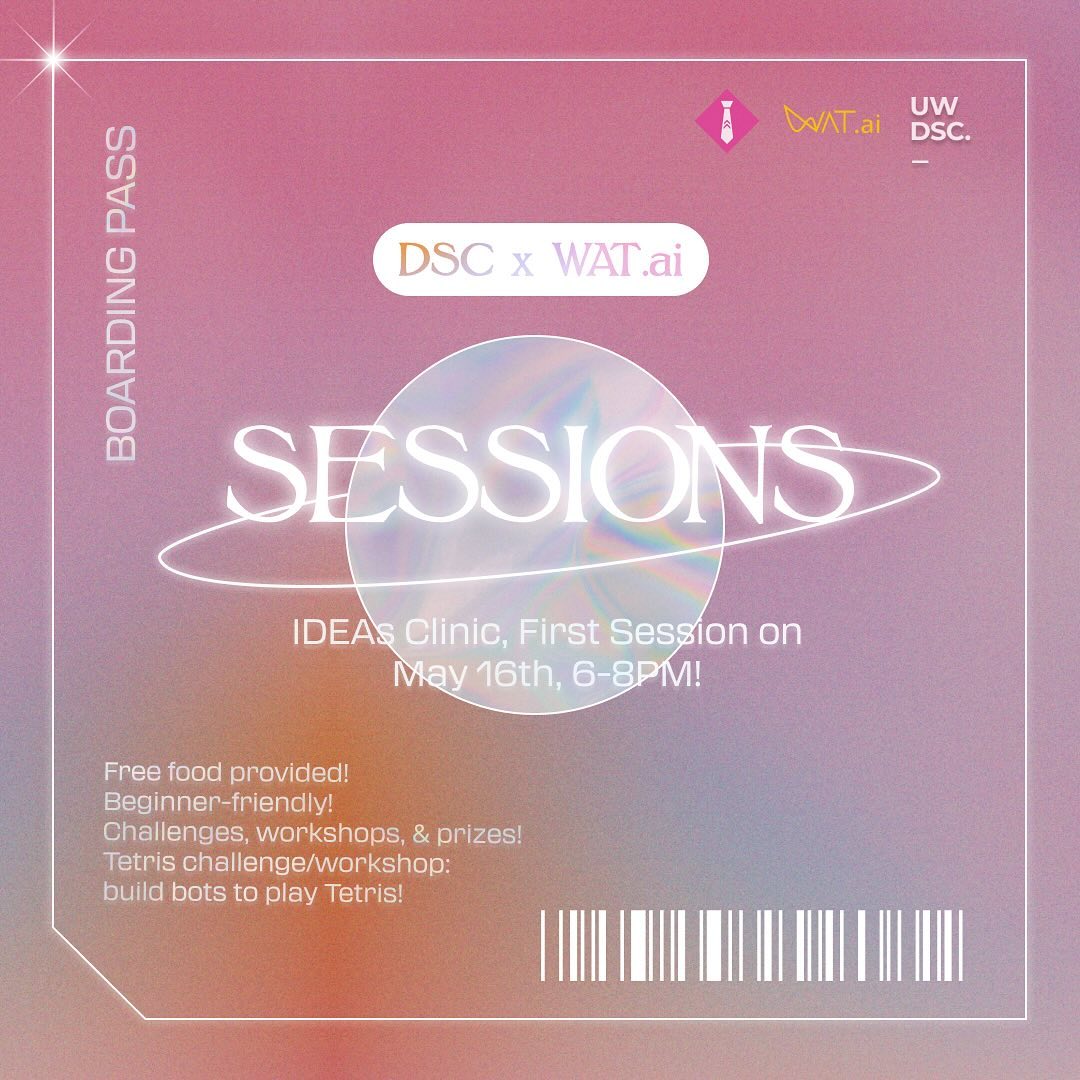 BOARDING PASS
WAT.ai
UW
DSC.
DSC x WAT.ai
SESSIONS
IDEAs Clinic, First Session on
May 16th, 6-8PM!
Free food provided!
Beginner-friendly!
Challenges, workshops, & prizes!
Tetris challenge/workshop:
build bots to play Tetris!